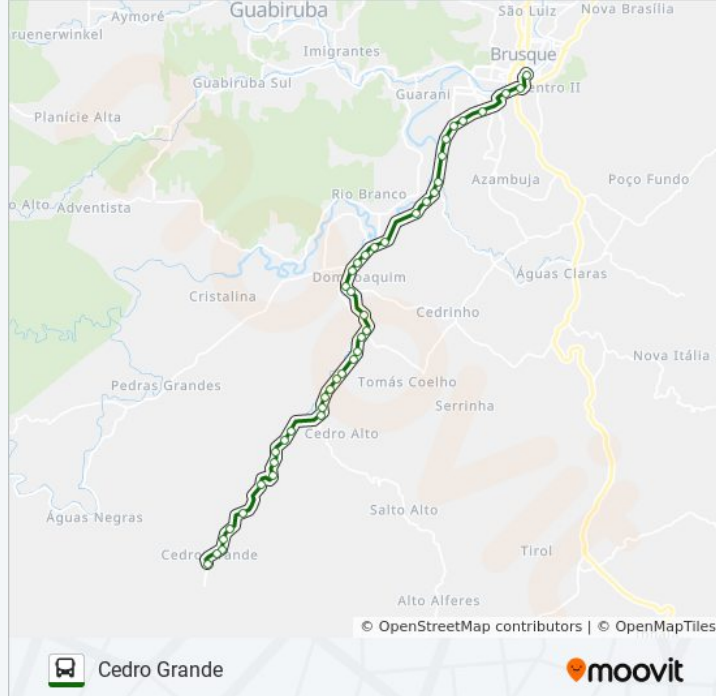 Aymoré
Guabiruba
São Luiz
Nova Brasília
ruenerwinkel
Imigrantes
Brusque
Guabiruba Sul
Guarani
entro II
Planície Alta
Rio Branco
Azambuja
Poço Fundo
o Alto Adventista
Dom Joaquim
Águas Claras
Cristalina
Cedrinho
Nova Itália
Pedras Grandes
Tomás Coelho
Serrinha
Cedro Alto
Águas Negras
Salto Alto
Cedro Grande
Tirol
Alto Alferes
© OpenStreetMap contributors | © OpenMapTiles
Cedro Grande
moovit